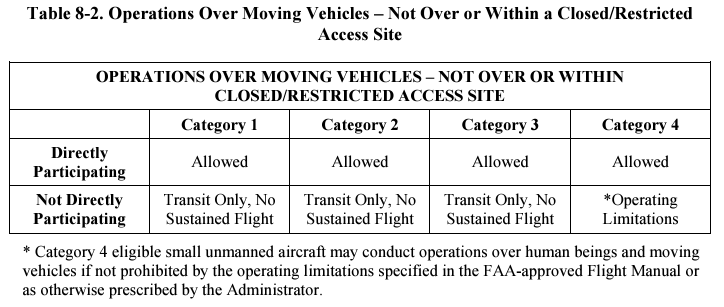 Table 8-2. Operations Over Moving Vehicles – Not Over or Within a Closed/Restricted
Access Site
OPERATIONS OVER MOVING VEHICLES – NOT OVER OR WITHIN
CLOSED/RESTRICTED ACCESS SITE
Category 1 Category 2 Category 3 Category 4
Directly
Participating
Allowed Allowed Allowed Allowed
Not Directly
Participating
Transit Only, No
Sustained Flight
Transit Only, No
Sustained Flight
Transit Only, No
Sustained Flight
*Operating
Limitations
* Category 4 eligible small unmanned aircraft may conduct operations over human beings and moving
vehicles if not prohibited by the operating limitations specified in the FAA-approved Flight Manual or
as otherwise prescribed by the Administrator.